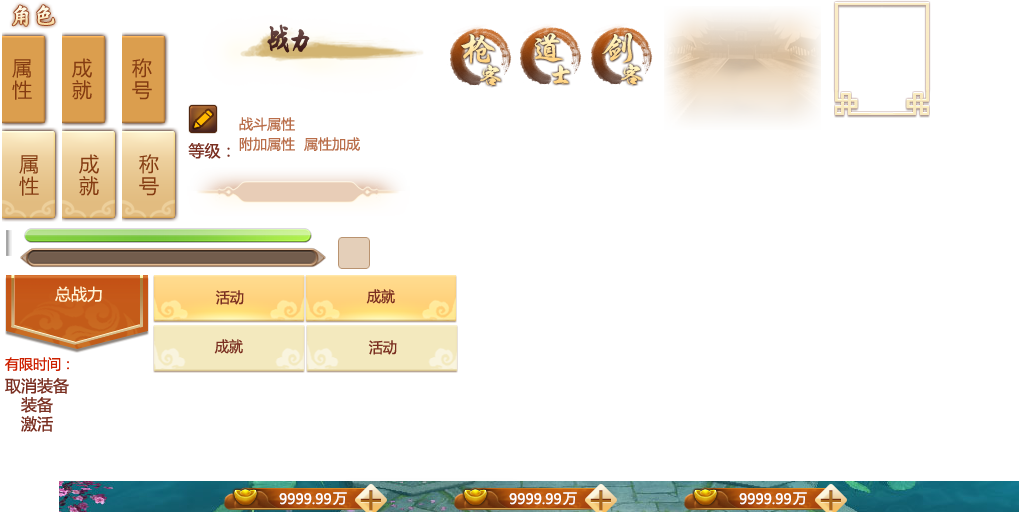 角色
属性 成就 称号
属性 成就 称号
战力
枪客 道士 剑客
战斗属性
等级： 附加属性 属性加成
总战力
活动 成就
成就 活动
有限时间：
取消装备
装备
激活
9999.99万 9999.99万 9999.99万